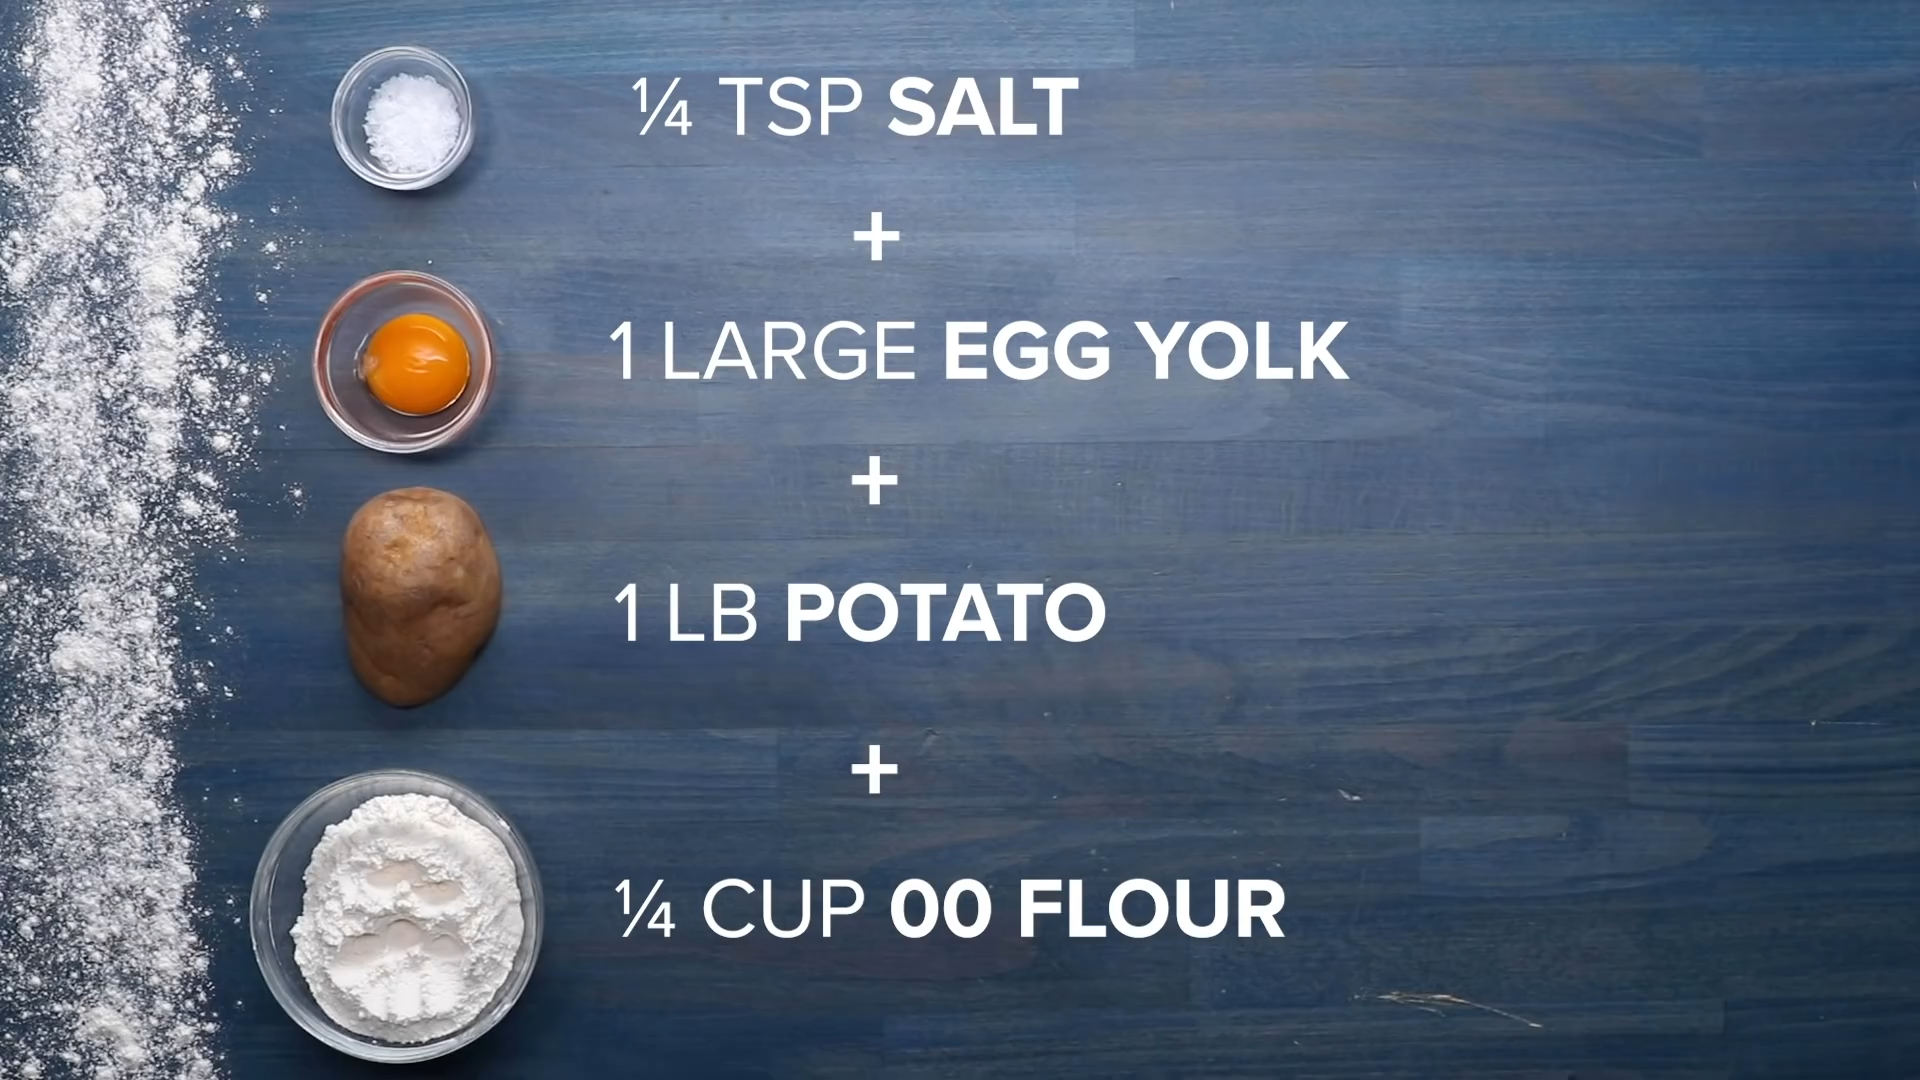 ¼ TSP SALT
+
1 LARGE EGG YOLK
+
1 LB POTATO
+
¼ CUP 00 FLOUR